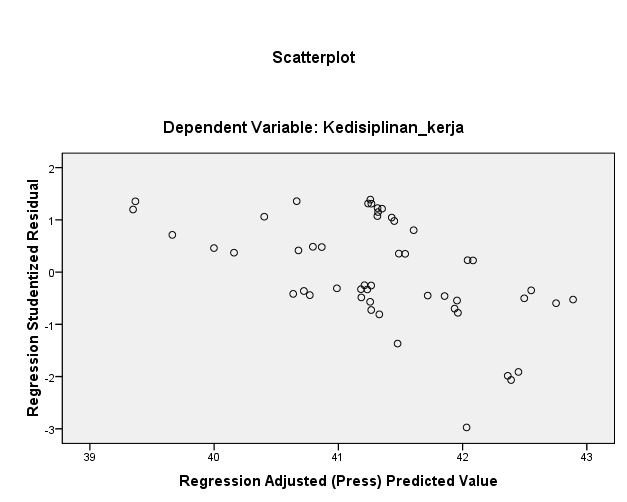 Scatterplot
Dependent Variable: Kedisiplinan_kerja
Regression Studentized Residual
2
1
0
-1
-2
-3
39 40 41 42 43
Regression Adjusted (Press) Predicted Value